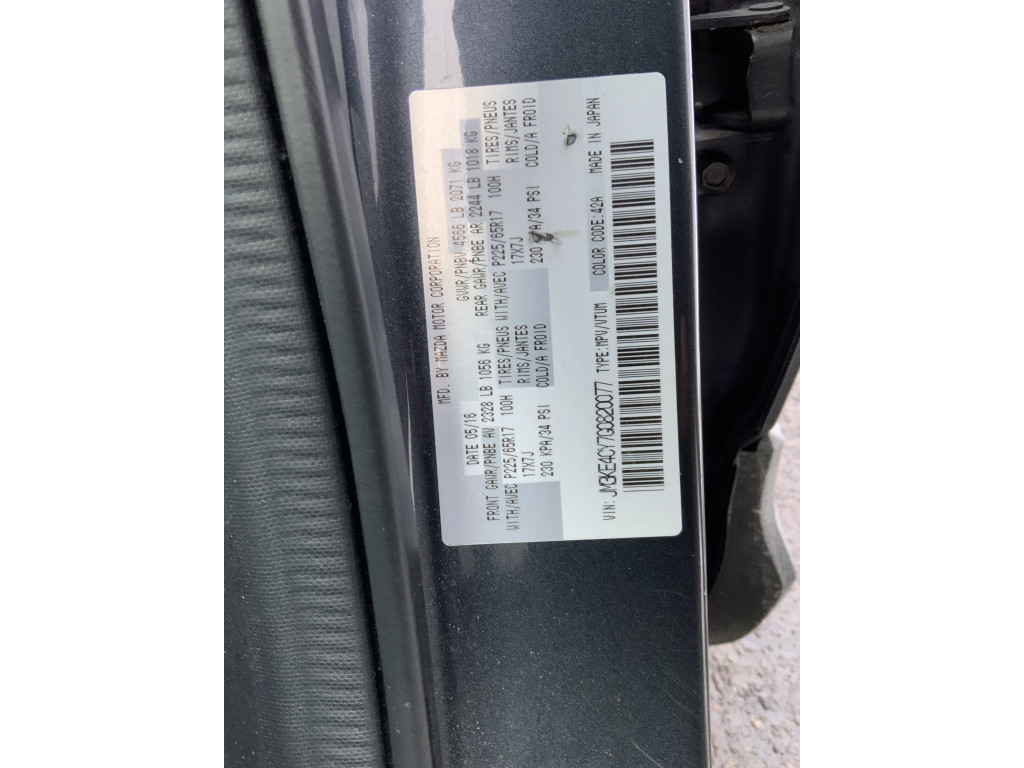 MFD. BY MAZDA MOTOR CORPORATION
DATE 05/16 GVWR/PNBV 4566 LB 2071 KG
FRONT GAWR/PNBE AV 2328 LB 1056 KG REAR GAWR/PNBE AR 2244 LB 1018 KG
WITH/AVEC P225/65R17 100H TIRES/PNEUS WITH/AVEC P225/65R17 100H TIRES/PNEUS
17X7J RIMS/JANTES 17X7J RIMS/JANTES
230 KPA/34 PSI COLD/A FROID 230 KPA/34 PSI COLD/A FROID
VIN: JM3KE4CY7G0820077 TYPE:MPV/VTUM COLOR CODE:42A MADE IN JAPAN